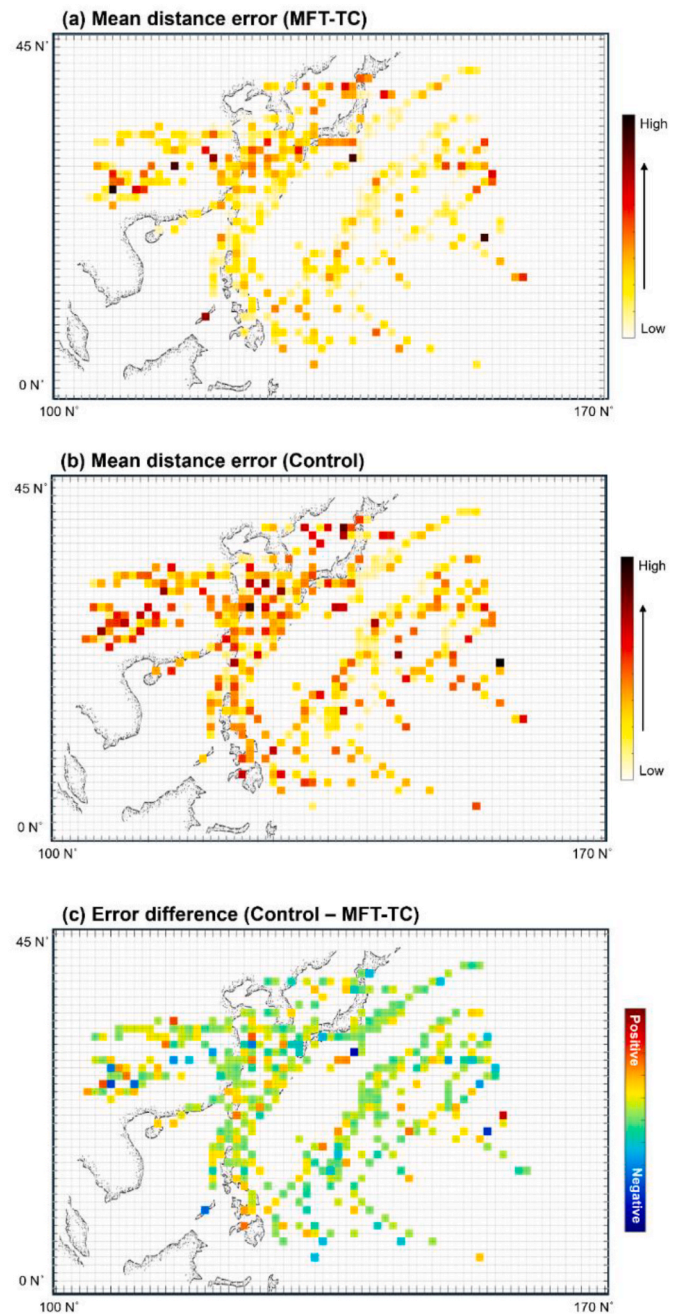 (a) Mean distance error (MFT-TC)
45 N°
High
Low
0 N°
100 N°
170 N°
(b) Mean distance error (Control)
45 N°
High
Low
0 N°
100 N°
170 N°
(c) Error difference (Control – MFT-TC)
45 N°
Positive
Negative
0 N°
100 N°
170 N°